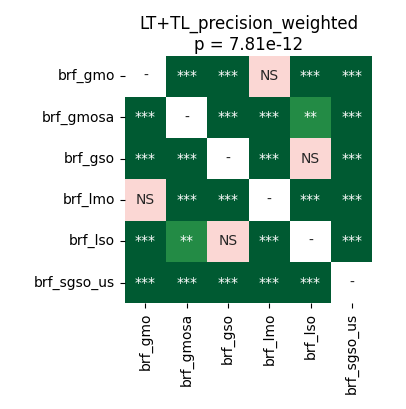 LT+TL_precision_weighted
p = 7.81e-12
brf_gmo - *** *** NS *** ***
brf_gmosa *** - *** *** ** ***
brf_gso *** *** - *** NS ***
brf_lmo NS *** *** - *** ***
brf_lso *** ** NS *** - ***
brf_sgso_us *** *** *** *** *** -
brf_gmo brf_gmosa brf_gso brf_lmo brf_lso brf_sgso_us